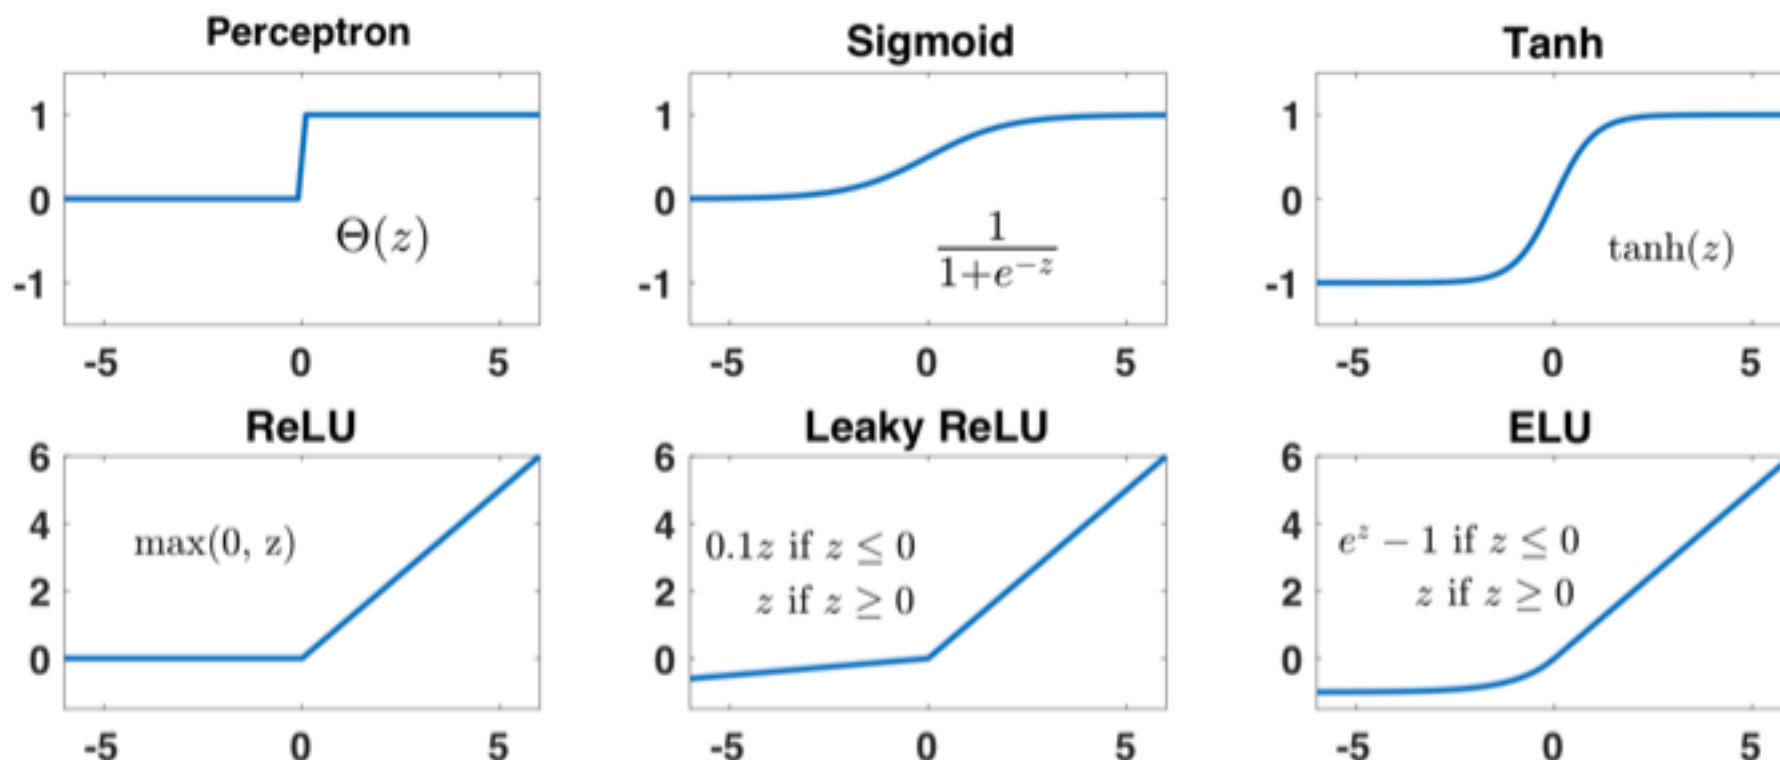 Perceptron
1
0
-1
Θ(z)
-5 0 5
Sigmoid
1
0
-1
1
1+e^{-z}
-5 0 5
Tanh
1
0
-1
tanh(z)
-5 0 5
ReLU
6
4
2
0
max(0, z)
-5 0 5
Leaky ReLU
6
4
2
0
0.1z if z ≤ 0
z if z ≥ 0
-5 0 5
ELU
6
4
2
0
e^z − 1 if z ≤ 0
z if z ≥ 0
-5 0 5